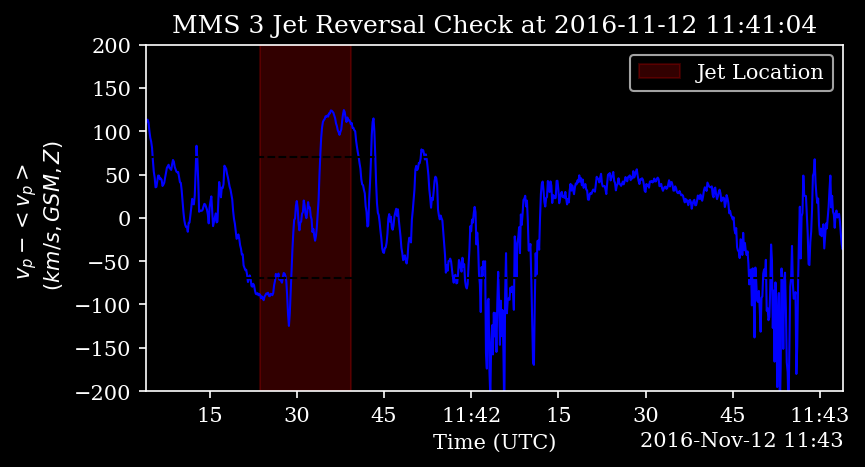 MMS 3 Jet Reversal Check at 2016-11-12 11:41:04
Jet Location
200
150
100
50
0
−50
−100
−150
−200
v_p − <v_p>
(km/s, GSM, Z)
15 30 45 11:42 15 30 45 11:43
Time (UTC)
2016-Nov-12 11:43